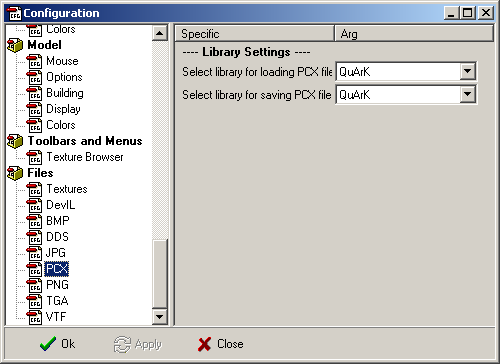 Configuration
Colors
Model
Mouse
Options
Building
Display
Colors
Toolbars and Menus
Texture Browser
Files
Textures
DevIL
BMP
DDS
JPG
PCX
PNG
TGA
VTF
Specific Arg
---- Library Settings ----
Select library for loading PCX file QuArK
Select library for saving PCX file QuArK
Ok Apply Close